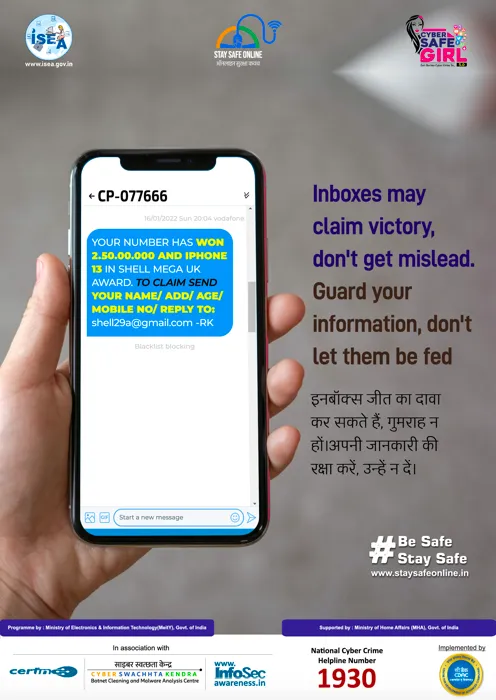 iSEA
www.isea.gov.in
STAY SAFE ONLINE
ऑनलाइन सुरक्षा कवच
CYBER
SAFE
GIRL
5.0
CP-077666
16/01/2022 Sun 20:04 vodafone
YOUR NUMBER HAS WON
2.50.00.000 AND IPHONE
13 IN SHELL MEGA UK
AWARD. TO CLAIM SEND
YOUR NAME/ ADD/ AGE/
MOBILE NO/ REPLY TO:
shell29a@gmail.com -RK
Blacklist blocking
GIF
Start a new message
Inboxes may
claim victory,
don't get mislead.
Guard your
information, don't
let them be fed
इनबॉक्स जीत का दावा
कर सकते हैं, गुमराह न
हों।अपनी जानकारी की
रक्षा करें, उन्हें न दें।
#Be Safe
Stay Safe
www.staysafeonline.in
Programme by : Ministry of Electronics & Information Technology(MeitY), Govt. of India
Supported by : Ministry of Home Affairs (MHA), Govt. of India
In association with
साइबर स्वच्छता केन्द्र
CYBER SWACHHTA KENDRA
Botnet Cleaning and Malware Analysis Centre
www.
InfoSec
awareness.in
National Cyber Crime
Helpline Number
1930
Implemented by
सी डैक
CDAC